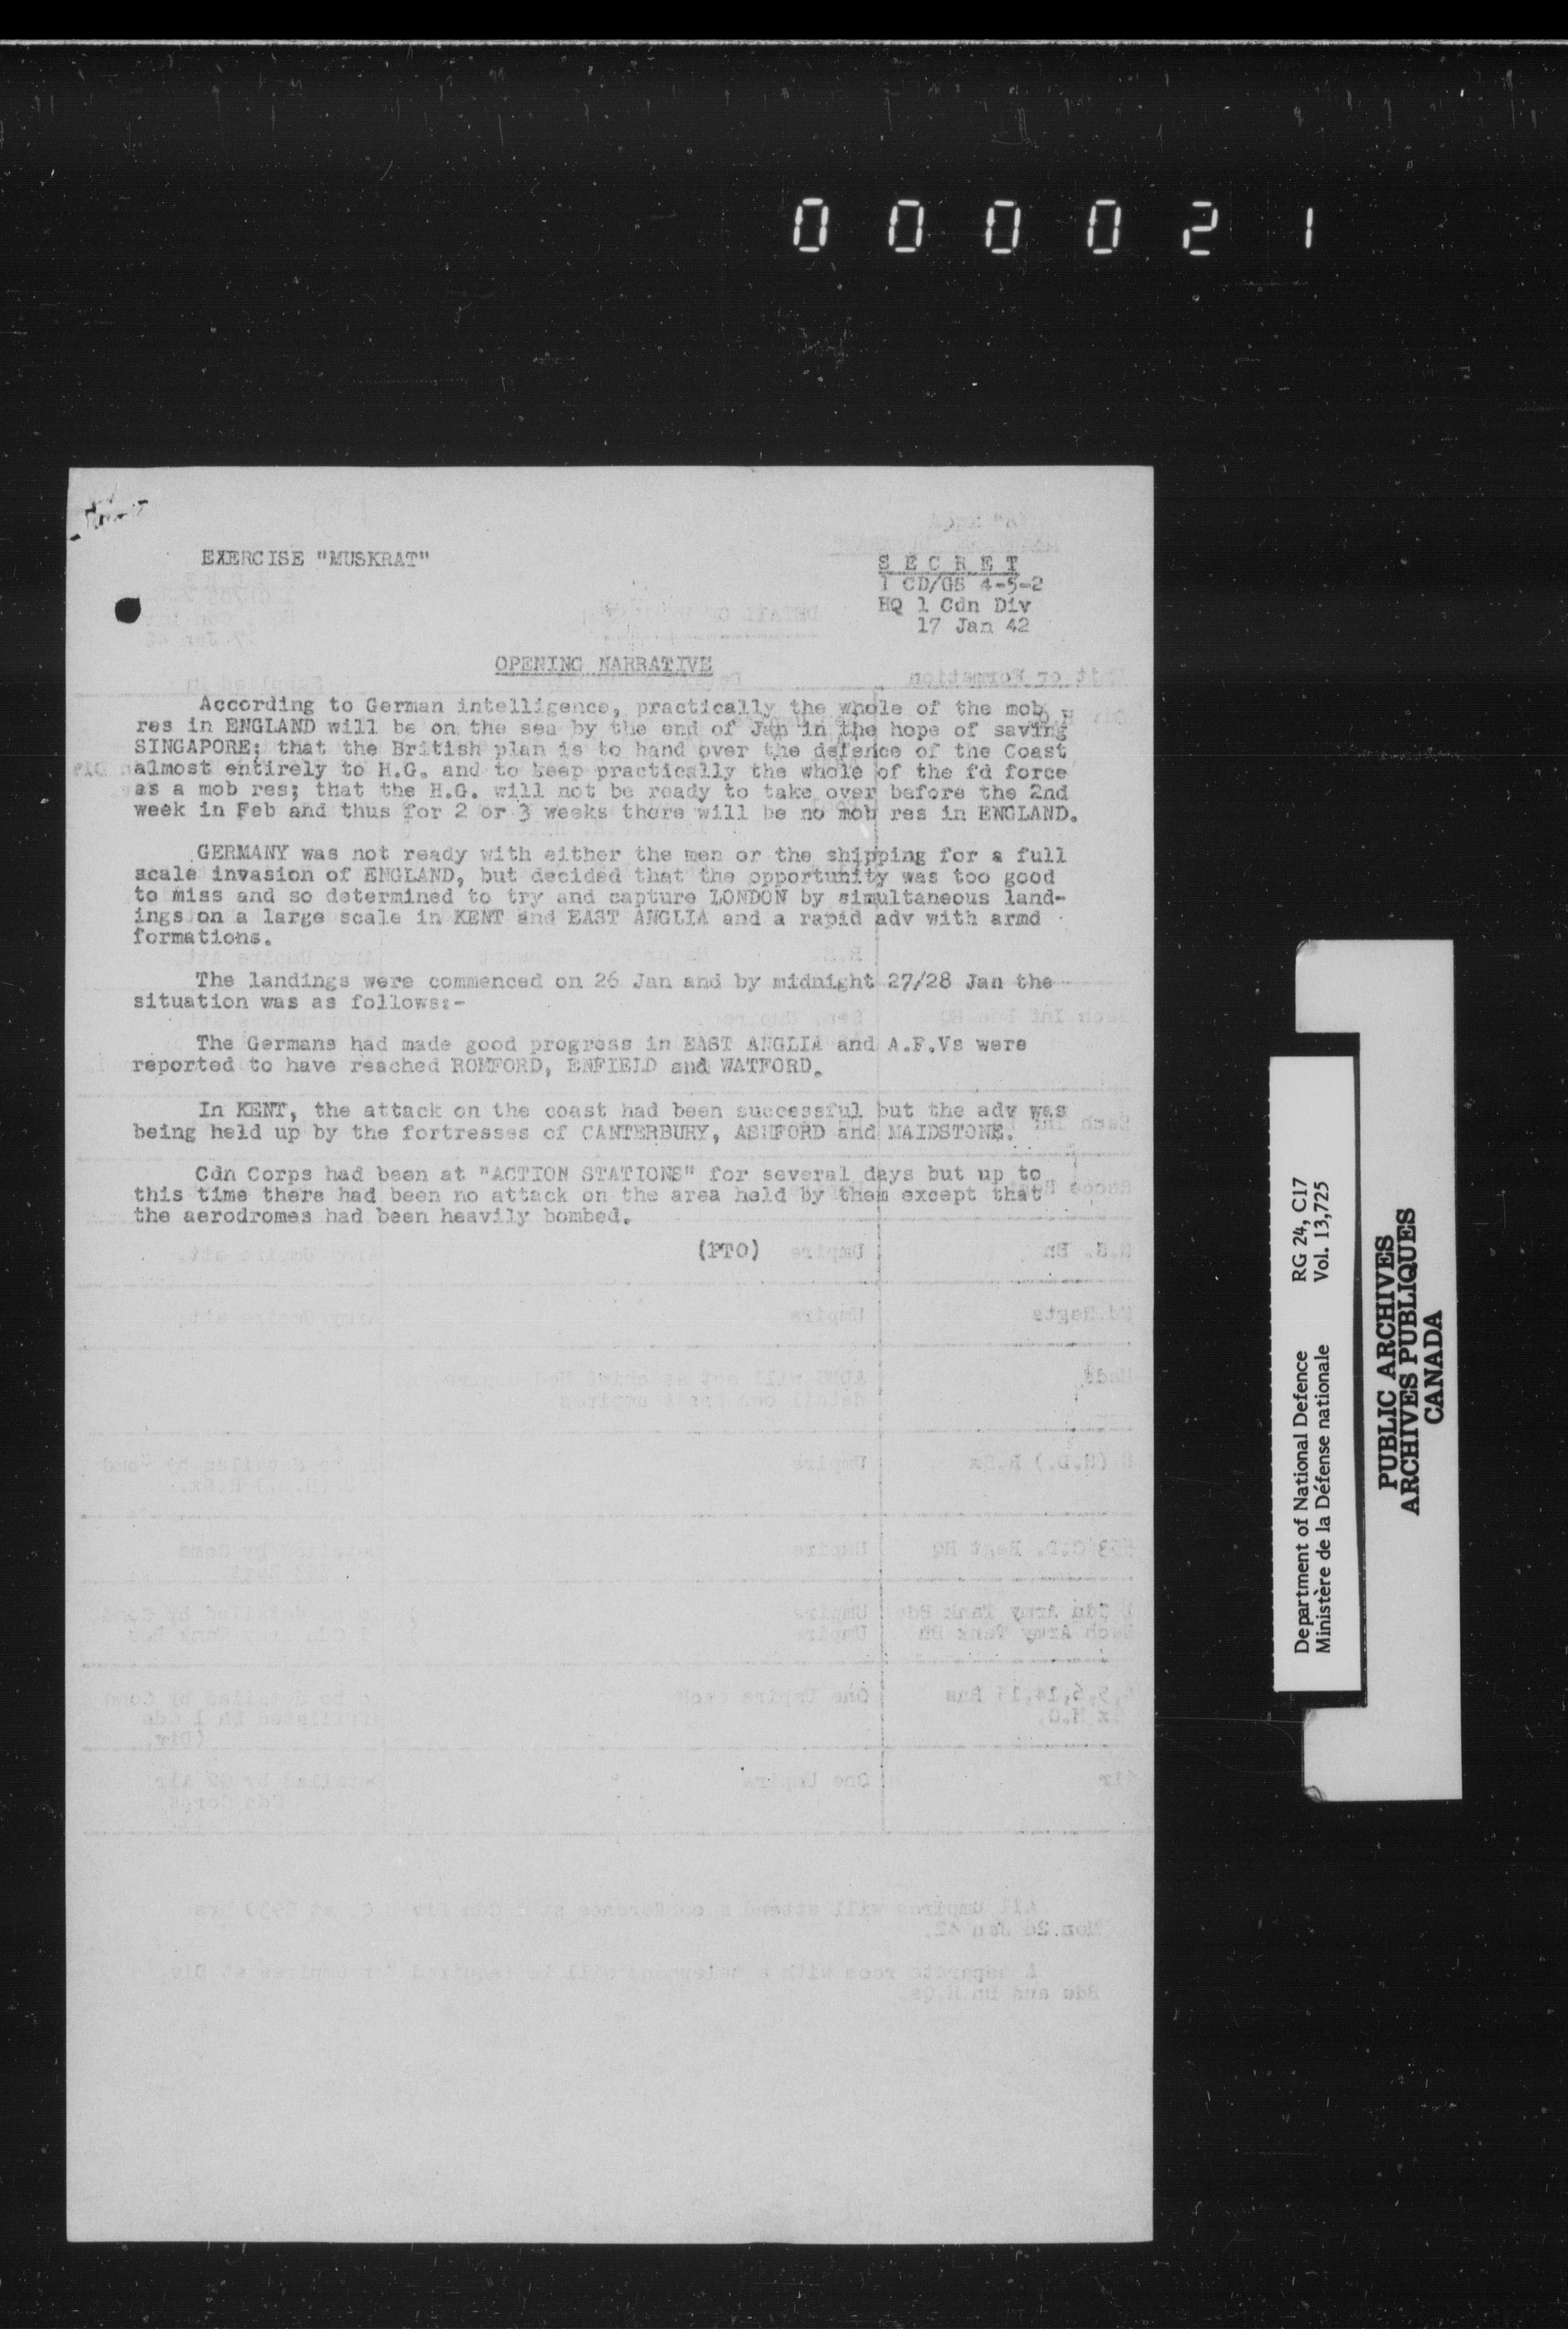 000021
EXERCISE "MUSKRAT"
S E C R E T
1 CD/GS 4-5-2
HQ 1 Cdn Div
17 Jan 42
OPENING NARRATIVE
According to German intelligence, practically the whole of the mob
res in ENGLAND will be on the sea by the end of Jan in the hope of saving
SINGAPORE; that the British plan is to hand over the defence of the Coast
almost entirely to H.G. and to keep practically the whole of the fd force
as a mob res; that the H.G. will not be ready to take over before the 2nd
week in Feb and thus for 2 or 3 weeks there will be no mob res in ENGLAND.
GERMANY was not ready with either the men or the shipping for a full
scale invasion of ENGLAND, but decided that the opportunity was too good
to miss and so determined to try and capture LONDON by simultaneous land-
ings on a large scale in KENT and EAST ANGLIA and a rapid adv with armd
formations.
The landings were commenced on 26 Jan and by midnight 27/28 Jan the
situation was as follows:-
The Germans had made good progress in EAST ANGLIA and A.F.Vs were
reported to have reached ROMFORD, ENFIELD and WATFORD.
In KENT, the attack on the coast had been successful but the adv was
being held up by the fortresses of CANTERBURY, ASHFORD and MAIDSTONE.
Cdn Corps had been at "ACTION STATIONS" for several days but up to
this time there had been no attack on the area held by them except that
the aerodromes had been heavily bombed.
(PTO)
Department of National Defence RG 24, C17
Ministère de la Défense nationale Vol. 13,725
PUBLIC ARCHIVES
ARCHIVES PUBLIQUES
CANADA